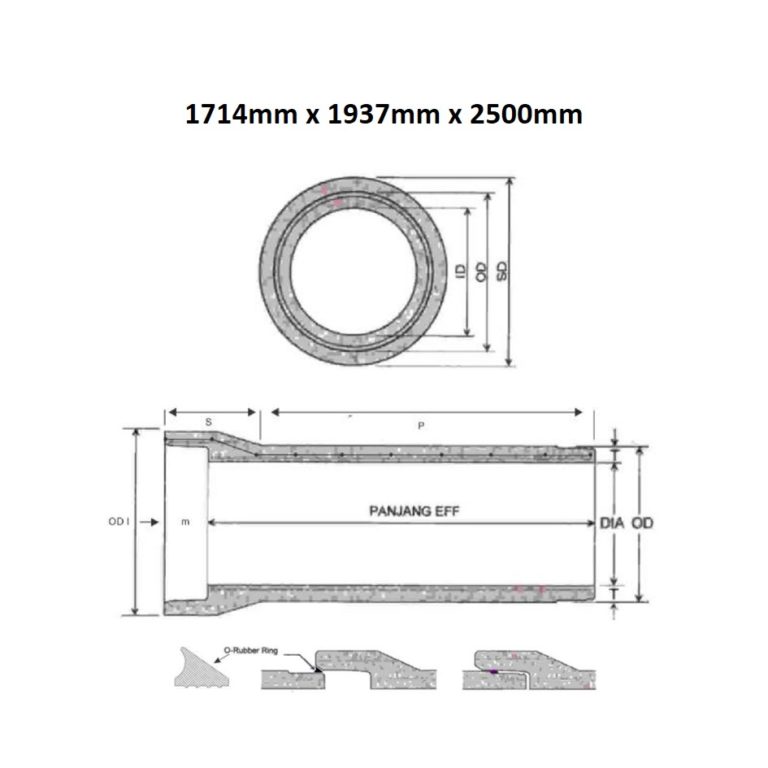 1714mm x 1937mm x 2500mm
ID
OD
SD
S
P
OD I
m
PANJANG EFF
DIA
OD
T
T
O-Rubber Ring